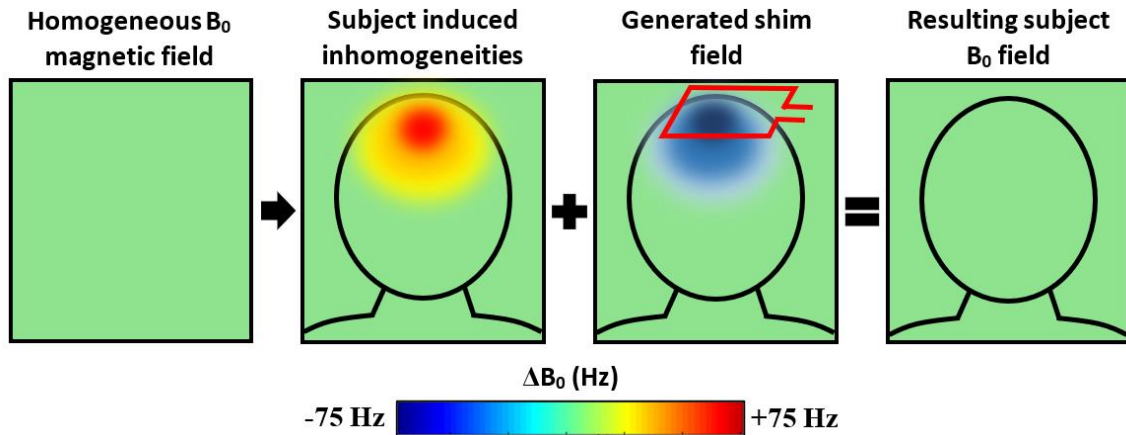 Homogeneous B₀
magnetic field
Subject induced
inhomogeneities
Generated shim
field
Resulting subject
B₀ field
ΔB₀ (Hz)
-75 Hz
+75 Hz